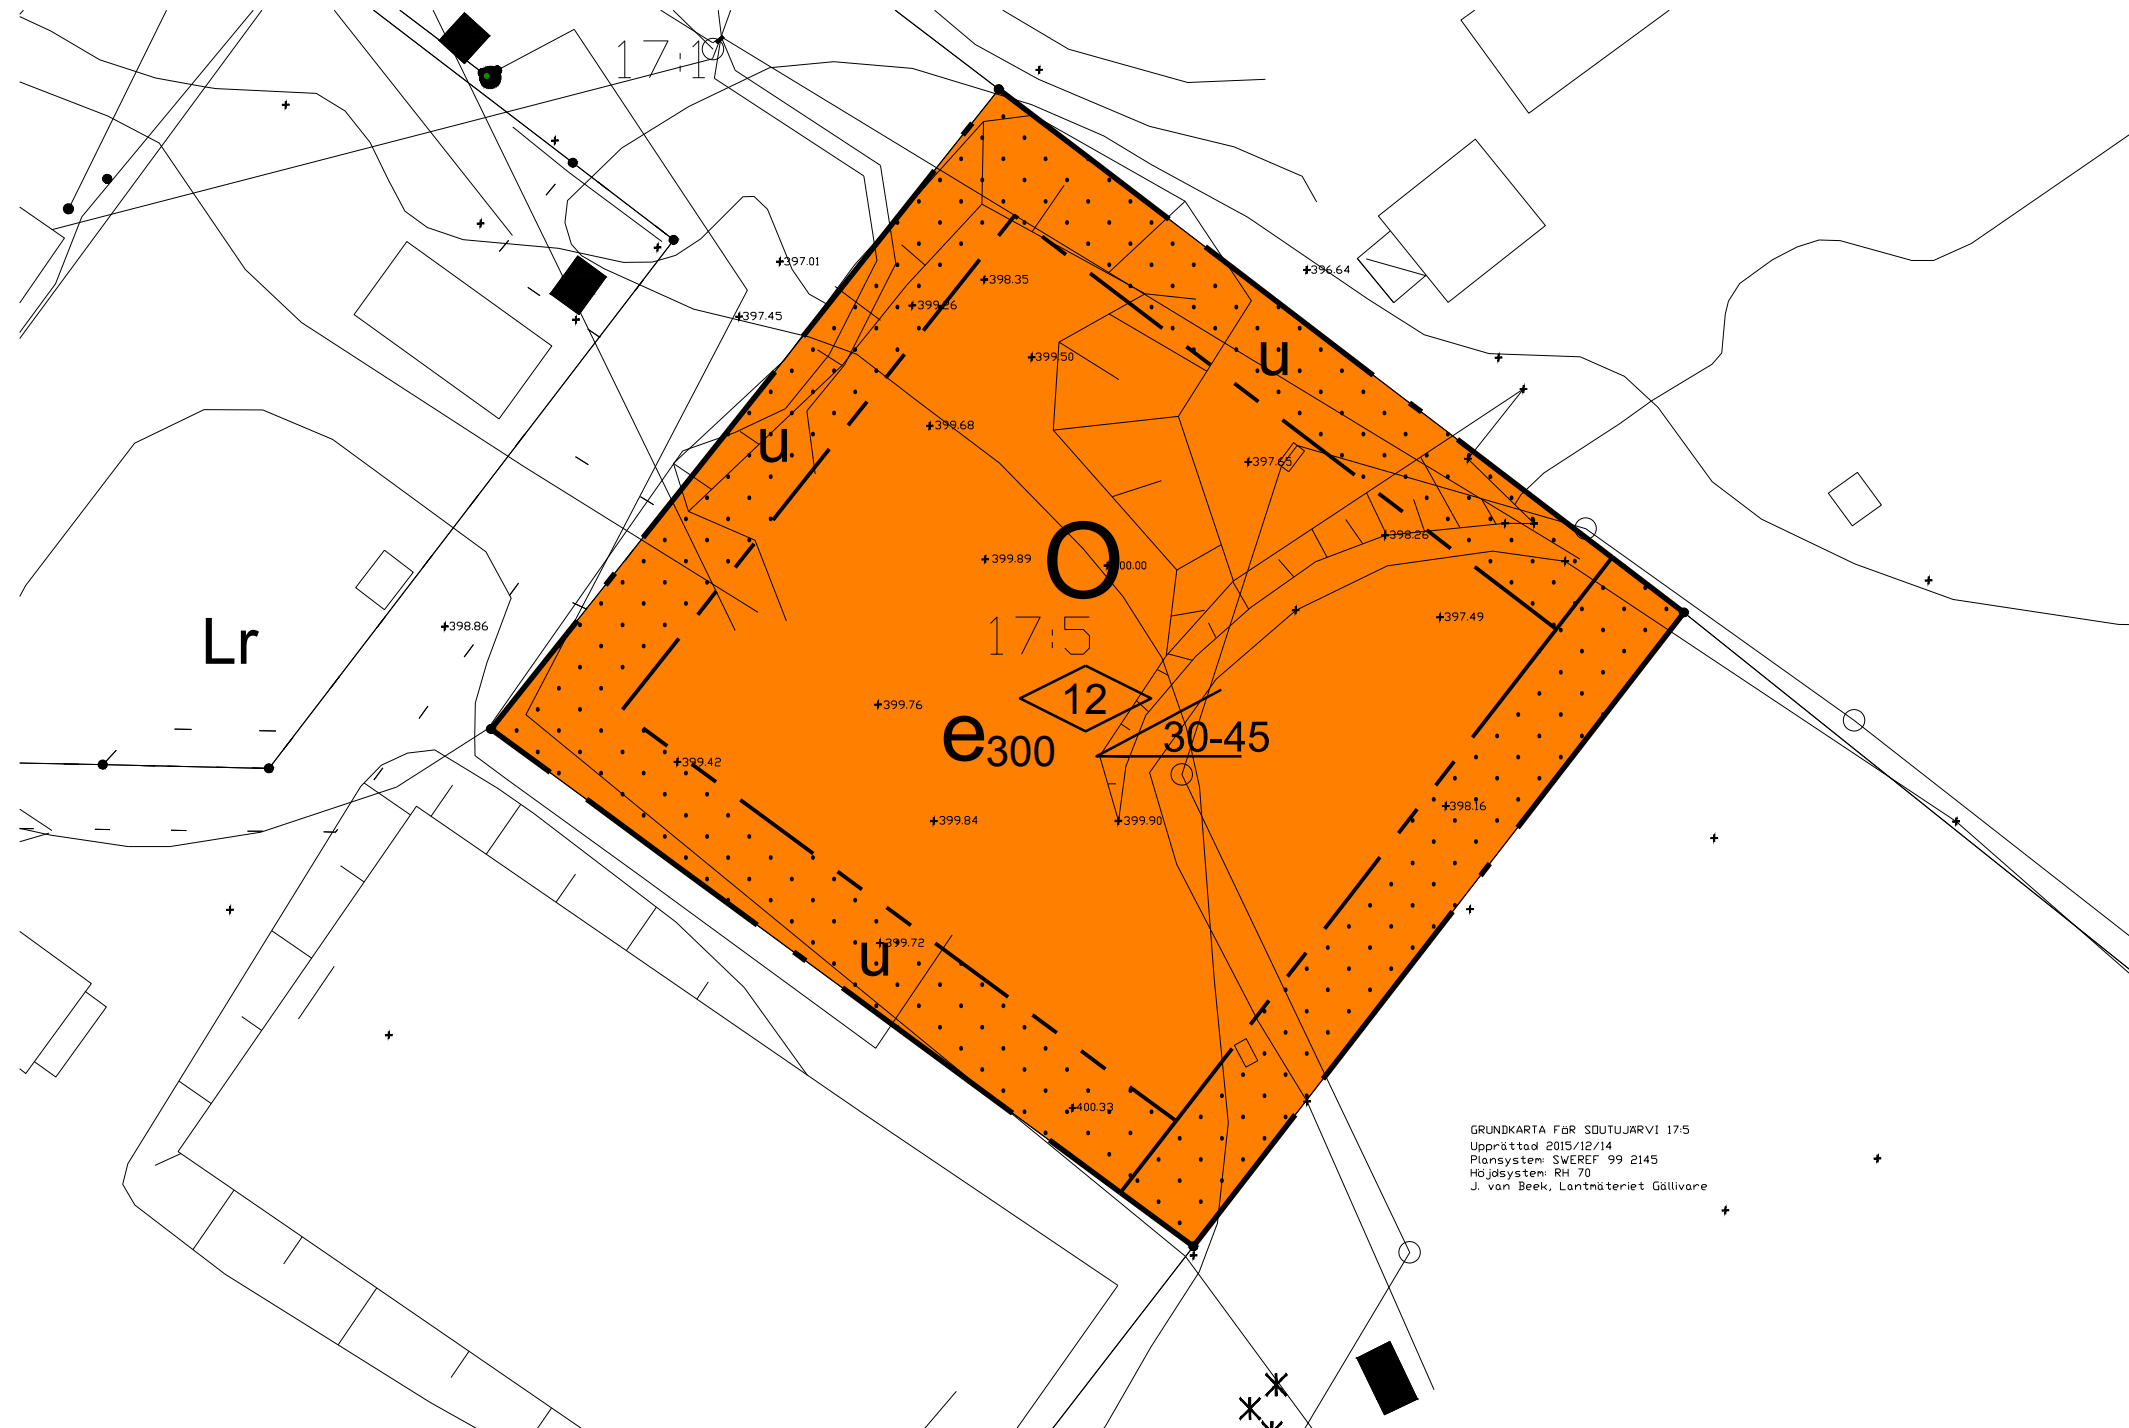 17:1
397.01
396.64
398.35
399.26
397.45
399.50
u
399.68
u
397.65
398.28
O
399.89
400.00
397.49
398.86
Lr
17:5
12
399.76
e300
30-45
399.42
398.16
399.84
399.90
399.72
u
400.33
GRUNDKARTA FÖR SOUTUJÄRVI 17:5
Upprättad 2015/12/14
Plansystem: SWEREF 99 2145
Höjdsystem: RH 70
J. van Beek, Lantmäteriet Gällivare